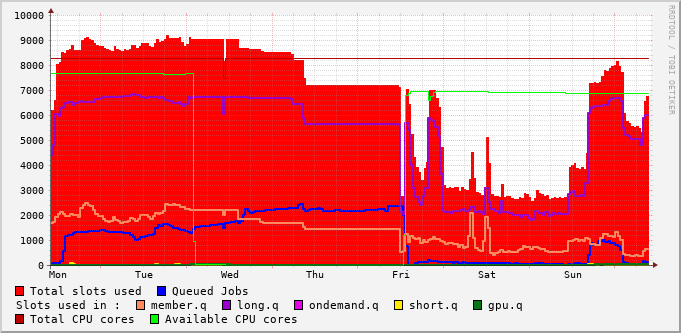 10000
9000
8000
7000
6000
5000
4000
3000
2000
1000
0
Mon Tue Wed Thu Fri Sat Sun
RRDTOOL / TOBI OETIKER
Total slots used Queued Jobs
Slots used in : member.q long.q ondemand.q short.q gpu.q
Total CPU cores Available CPU cores